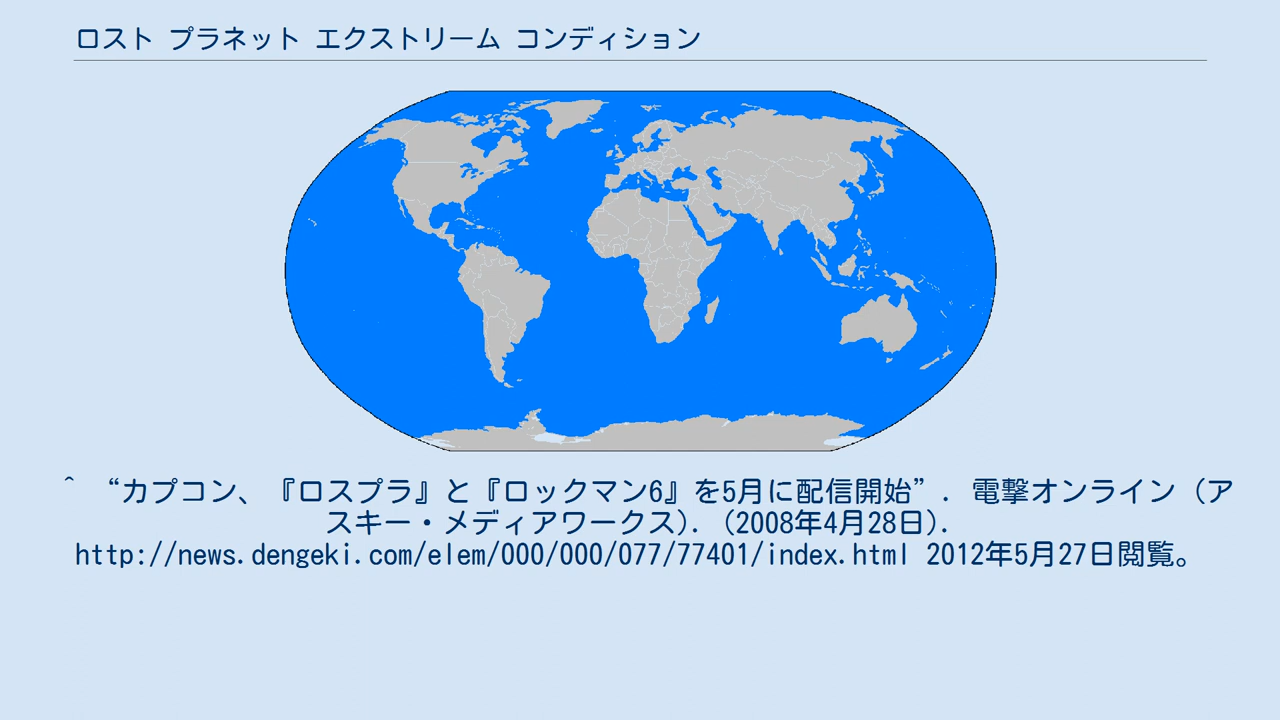 ロスト プラネット エクストリーム コンディション
^ “カプコン、『ロスプラ』と『ロックマン6』を5月に配信開始”. 電撃オンライン (ア
スキー・メディアワークス). (2008年4月28日).
http://news.dengeki.com/elem/000/000/077/77401/index.html 2012年5月27日閲覧。